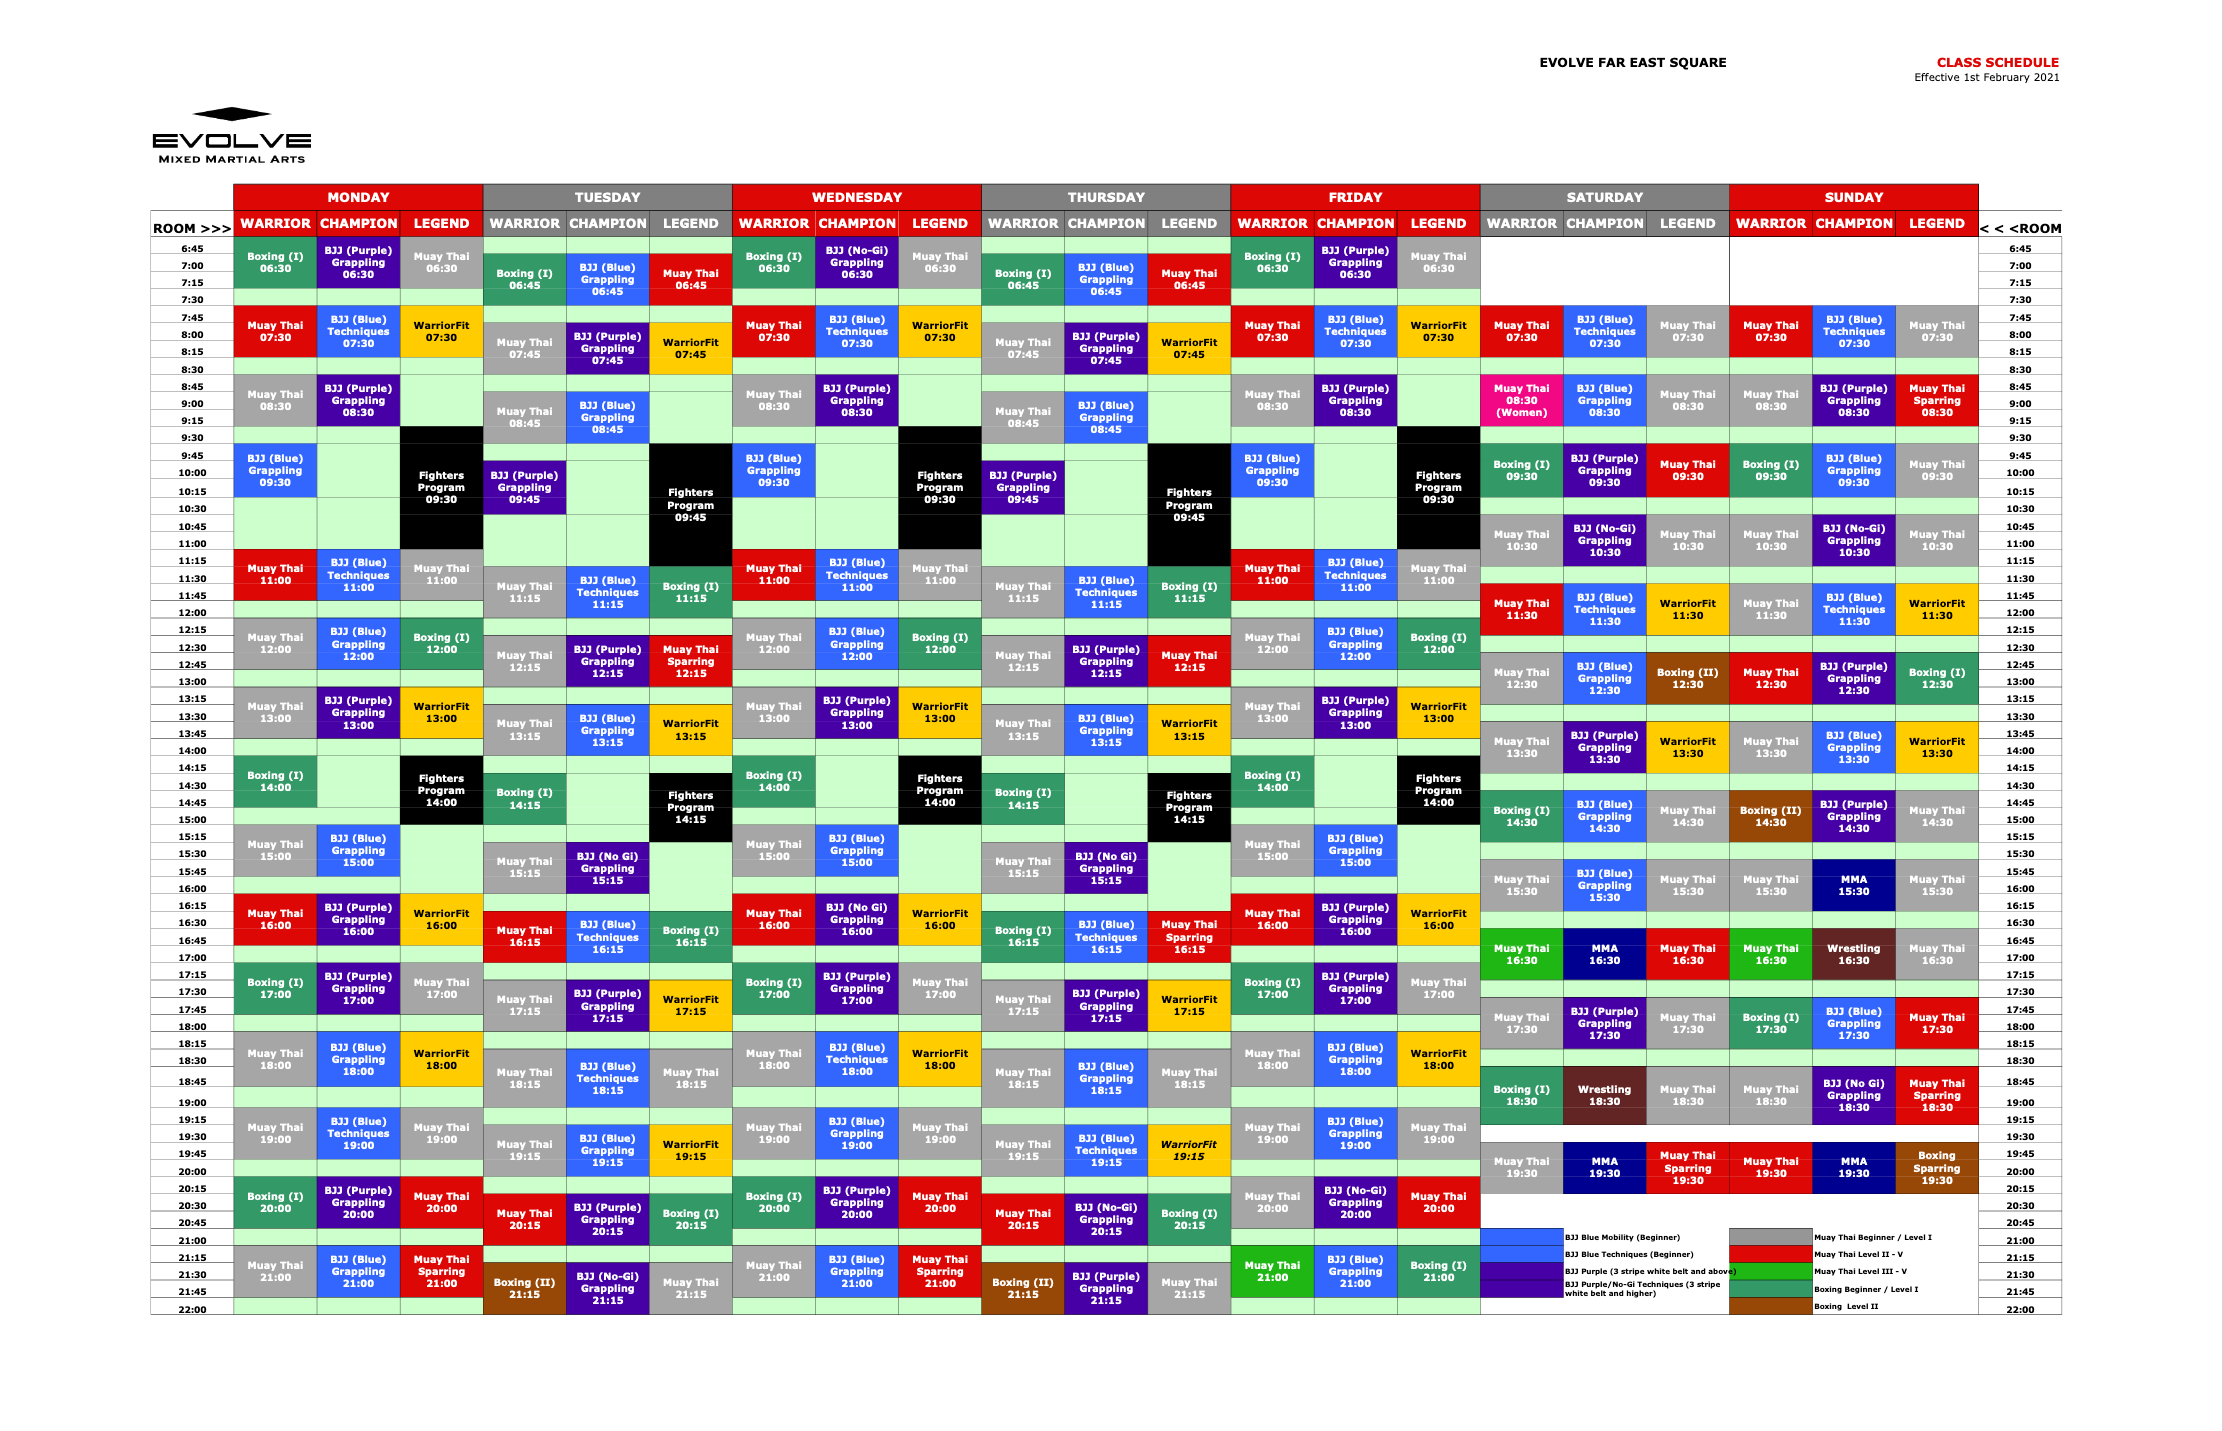 EVOLVE FAR EAST SQUARE
CLASS SCHEDULE
Effective 1st February 2021
EVOLVE
MIXED MARTIAL ARTS
ROOM >>>
6:45
7:00
7:15
7:30
7:45
8:00
8:15
8:30
8:45
9:00
9:15
9:30
9:45
10:00
10:15
10:30
10:45
11:00
11:15
11:30
11:45
12:00
12:15
12:30
12:45
13:00
13:15
13:30
13:45
14:00
14:15
14:30
14:45
15:00
15:15
15:30
15:45
16:00
16:15
16:30
16:45
17:00
17:15
17:30
17:45
18:00
18:15
18:30
18:45
19:00
19:15
19:30
19:45
20:00
20:15
20:30
20:45
21:00
21:15
21:30
21:45
22:00
MONDAY
WARRIOR CHAMPION LEGEND
Boxing (I) 06:30 BJJ (Purple) Grappling 06:30 Muay Thai 06:30
Muay Thai 07:30 BJJ (Blue) Techniques 07:30 WarriorFit 07:30
Muay Thai 08:30 BJJ (Purple) Grappling 08:30
BJJ (Blue) Grappling 09:30 Fighters Program 09:30
Muay Thai 11:00 BJJ (Blue) Techniques 11:00 Muay Thai 11:00
Muay Thai 12:00 BJJ (Blue) Grappling 12:00 Boxing (I) 12:00
Muay Thai 13:00 BJJ (Purple) Grappling 13:00 WarriorFit 13:00
Boxing (I) 14:00 Fighters Program 14:00
Muay Thai 15:00 BJJ (Blue) Grappling 15:00
Muay Thai 16:00 BJJ (Purple) Grappling 16:00 WarriorFit 16:00
Boxing (I) 17:00 BJJ (Purple) Grappling 17:00 Muay Thai 17:00
Muay Thai 18:00 BJJ (Blue) Grappling 18:00 WarriorFit 18:00
Muay Thai 19:00 BJJ (Blue) Techniques 19:00 Muay Thai 19:00
Boxing (I) 20:00 BJJ (Purple) Grappling 20:00 Muay Thai 20:00
Muay Thai 21:00 BJJ (Blue) Grappling 21:00 Muay Thai Sparring 21:00
TUESDAY
WARRIOR CHAMPION LEGEND
Boxing (I) 06:45 BJJ (Blue) Grappling 06:45 Muay Thai 06:45
Muay Thai 07:45 BJJ (Purple) Grappling 07:45 WarriorFit 07:45
Muay Thai 08:45 BJJ (Blue) Grappling 08:45
BJJ (Purple) Grappling 09:45 Fighters Program 09:45
Muay Thai 11:15 BJJ (Blue) Techniques 11:15 Boxing (I) 11:15
Muay Thai 12:15 BJJ (Purple) Grappling 12:15 Muay Thai Sparring 12:15
Muay Thai 13:15 BJJ (Blue) Grappling 13:15 WarriorFit 13:15
Boxing (I) 14:15 Fighters Program 14:15
Muay Thai 15:15 BJJ (No Gi) Grappling 15:15
Muay Thai 16:15 BJJ (Blue) Techniques 16:15 Boxing (I) 16:15
Muay Thai 17:15 BJJ (Purple) Grappling 17:15 WarriorFit 17:15
Muay Thai 18:15 BJJ (Blue) Techniques 18:15 Muay Thai 18:15
Muay Thai 19:15 BJJ (Blue) Grappling 19:15 WarriorFit 19:15
Muay Thai 20:15 BJJ (Purple) Grappling 20:15 Boxing (I) 20:15
Boxing (II) 21:15 BJJ (No-Gi) Grappling 21:15 Muay Thai 21:15
WEDNESDAY
WARRIOR CHAMPION LEGEND
Boxing (I) 06:30 BJJ (No-Gi) Grappling 06:30 Muay Thai 06:30
Muay Thai 07:30 BJJ (Blue) Techniques 07:30 WarriorFit 07:30
Muay Thai 08:30 BJJ (Purple) Grappling 08:30
BJJ (Blue) Grappling 09:30 Fighters Program 09:30
Muay Thai 11:00 BJJ (Blue) Techniques 11:00 Muay Thai 11:00
Muay Thai 12:00 BJJ (Blue) Grappling 12:00 Boxing (I) 12:00
Muay Thai 13:00 BJJ (Purple) Grappling 13:00 WarriorFit 13:00
Boxing (I) 14:00 Fighters Program 14:00
Muay Thai 15:00 BJJ (Blue) Grappling 15:00
Muay Thai 16:00 BJJ (No Gi) Grappling 16:00 WarriorFit 16:00
Boxing (I) 17:00 BJJ (Purple) Grappling 17:00 Muay Thai 17:00
Muay Thai 18:00 BJJ (Blue) Techniques 18:00 WarriorFit 18:00
Muay Thai 19:00 BJJ (Blue) Grappling 19:00 Muay Thai 19:00
Boxing (I) 20:00 BJJ (Purple) Grappling 20:00 Muay Thai 20:00
Muay Thai 21:00 BJJ (Blue) Grappling 21:00 Muay Thai Sparring 21:00
THURSDAY
WARRIOR CHAMPION LEGEND
Boxing (I) 06:45 BJJ (Blue) Grappling 06:45 Muay Thai 06:45
Muay Thai 07:45 BJJ (Purple) Grappling 07:45 WarriorFit 07:45
Muay Thai 08:45 BJJ (Blue) Grappling 08:45
BJJ (Purple) Grappling 09:45 Fighters Program 09:45
Muay Thai 11:15 BJJ (Blue) Techniques 11:15 Boxing (I) 11:15
Muay Thai 12:15 BJJ (Purple) Grappling 12:15 Muay Thai 12:15
Muay Thai 13:15 BJJ (Blue) Grappling 13:15 WarriorFit 13:15
Boxing (I) 14:15 Fighters Program 14:15
Muay Thai 15:15 BJJ (No Gi) Grappling 15:15
Boxing (I) 16:15 BJJ (Blue) Techniques 16:15 Muay Thai Sparring 16:15
Muay Thai 17:15 BJJ (Purple) Grappling 17:15 WarriorFit 17:15
Muay Thai 18:15 BJJ (Blue) Grappling 18:15 Muay Thai 18:15
Muay Thai 19:15 BJJ (Blue) Techniques 19:15 WarriorFit 19:15
Muay Thai 20:15 BJJ (No-Gi) Grappling 20:15 Boxing (I) 20:15
Boxing (II) 21:15 BJJ (Purple) Grappling 21:15 Muay Thai 21:15
FRIDAY
WARRIOR CHAMPION LEGEND
Boxing (I) 06:30 BJJ (Purple) Grappling 06:30 Muay Thai 06:30
Muay Thai 07:30 BJJ (Blue) Techniques 07:30 WarriorFit 07:30
Muay Thai 08:30 BJJ (Purple) Grappling 08:30
BJJ (Blue) Grappling 09:30 Fighters Program 09:30
Muay Thai 11:00 BJJ (Blue) Techniques 11:00 Muay Thai 11:00
Muay Thai 12:00 BJJ (Blue) Grappling 12:00 Boxing (I) 12:00
Muay Thai 13:00 BJJ (Purple) Grappling 13:00 WarriorFit 13:00
Boxing (I) 14:00 Fighters Program 14:00
Muay Thai 15:00 BJJ (Blue) Grappling 15:00
Muay Thai 16:00 BJJ (Purple) Grappling 16:00 WarriorFit 16:00
Boxing (I) 17:00 BJJ (Purple) Grappling 17:00 Muay Thai 17:00
Muay Thai 18:00 BJJ (Blue) Grappling 18:00 WarriorFit 18:00
Muay Thai 19:00 BJJ (Blue) Grappling 19:00 Muay Thai 19:00
Muay Thai 20:00 BJJ (No-Gi) Grappling 20:00 Muay Thai 20:00
Muay Thai 21:00 BJJ (Blue) Grappling 21:00 Boxing (I) 21:00
SATURDAY
WARRIOR CHAMPION LEGEND
Muay Thai 07:30 BJJ (Blue) Techniques 07:30 Muay Thai 07:30
Muay Thai 08:30 (Women) BJJ (Blue) Grappling 08:30 Muay Thai 08:30
Boxing (I) 09:30 BJJ (Purple) Grappling 09:30 Muay Thai 09:30
Muay Thai 10:30 BJJ (No-Gi) Grappling 10:30 Muay Thai 10:30
Muay Thai 11:30 BJJ (Blue) Techniques 11:30 WarriorFit 11:30
Muay Thai 12:30 BJJ (Blue) Grappling 12:30 Boxing (II) 12:30
Muay Thai 13:30 BJJ (Purple) Grappling 13:30 WarriorFit 13:30
Boxing (I) 14:30 BJJ (Blue) Grappling 14:30 Muay Thai 14:30
Muay Thai 15:30 BJJ (Blue) Grappling 15:30 Muay Thai 15:30
Muay Thai 16:30 MMA 16:30 Muay Thai 16:30
Muay Thai 17:30 BJJ (Purple) Grappling 17:30 Muay Thai 17:30
Boxing (I) 18:30 Wrestling 18:30 Muay Thai 18:30
Muay Thai 19:30 MMA 19:30 Muay Thai Sparring 19:30
SUNDAY
WARRIOR CHAMPION LEGEND
Muay Thai 07:30 BJJ (Blue) Techniques 07:30 Muay Thai 07:30
Muay Thai 08:30 BJJ (Purple) Grappling 08:30 Muay Thai Sparring 08:30
Boxing (I) 09:30 BJJ (Blue) Grappling 09:30 Muay Thai 09:30
Muay Thai 10:30 BJJ (No-Gi) Grappling 10:30 Muay Thai 10:30
Muay Thai 11:30 BJJ (Blue) Techniques 11:30 WarriorFit 11:30
Muay Thai 12:30 BJJ (Purple) Grappling 12:30 Boxing (I) 12:30
Muay Thai 13:30 BJJ (Blue) Grappling 13:30 WarriorFit 13:30
Boxing (II) 14:30 BJJ (Purple) Grappling 14:30 Muay Thai 14:30
Muay Thai 15:30 MMA 15:30 Muay Thai 15:30
Muay Thai 16:30 Wrestling 16:30 Muay Thai 16:30
Boxing (I) 17:30 BJJ (Blue) Grappling 17:30 Muay Thai 17:30
Muay Thai 18:30 BJJ (No Gi) Grappling 18:30 Muay Thai Sparring 18:30
Muay Thai 19:30 MMA 19:30 Boxing Sparring 19:30
BJJ Blue Mobility (Beginner)
BJJ Blue Techniques (Beginner)
BJJ Purple (3 stripe white belt and above)
BJJ Purple/No-Gi Techniques (3 stripe
white belt and higher)
Muay Thai Beginner / Level I
Muay Thai Level II - V
Muay Thai Level III - V
Boxing Beginner / Level I
Boxing Level II
< < <ROOM
6:45
7:00
7:15
7:30
7:45
8:00
8:15
8:30
8:45
9:00
9:15
9:30
9:45
10:00
10:15
10:30
10:45
11:00
11:15
11:30
11:45
12:00
12:15
12:30
12:45
13:00
13:15
13:30
13:45
14:00
14:15
14:30
14:45
15:00
15:15
15:30
15:45
16:00
16:15
16:30
16:45
17:00
17:15
17:30
17:45
18:00
18:15
18:30
18:45
19:00
19:15
19:30
19:45
20:00
20:15
20:30
20:45
21:00
21:15
21:30
21:45
22:00